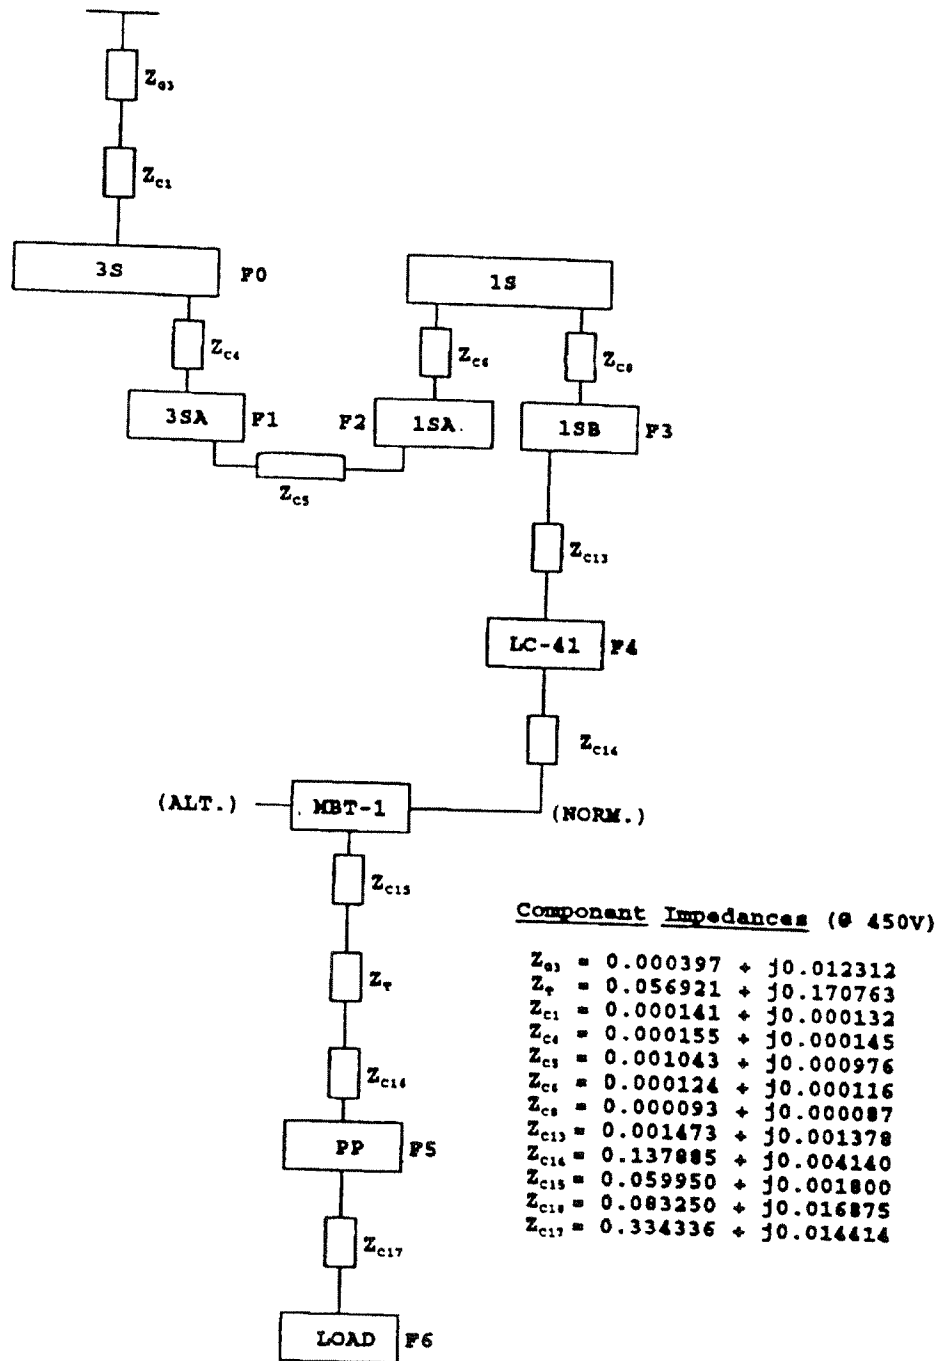 ZG3
ZC1
3S
F0
1S
ZC4
ZC6
ZC8
3SA
F1
F2
1SA
1SB
F3
ZC5
ZC13
LC-41
F4
ZC14
(ALT.)
MBT-1
(NORM.)
ZC15
ZT
ZC16
PP
F5
ZC17
LOAD
F6
Component Impedances (@ 450V)
ZG3 = 0.000397 + j0.012312
ZT = 0.056921 + j0.170763
ZC1 = 0.000141 + j0.000132
ZC4 = 0.000155 + j0.000145
ZC5 = 0.001043 + j0.000976
ZC6 = 0.000124 + j0.000116
ZC8 = 0.000093 + j0.000087
ZC13 = 0.001473 + j0.001378
ZC14 = 0.137885 + j0.004140
ZC15 = 0.059950 + j0.001800
ZC16 = 0.083250 + j0.016875
ZC17 = 0.334336 + j0.014414